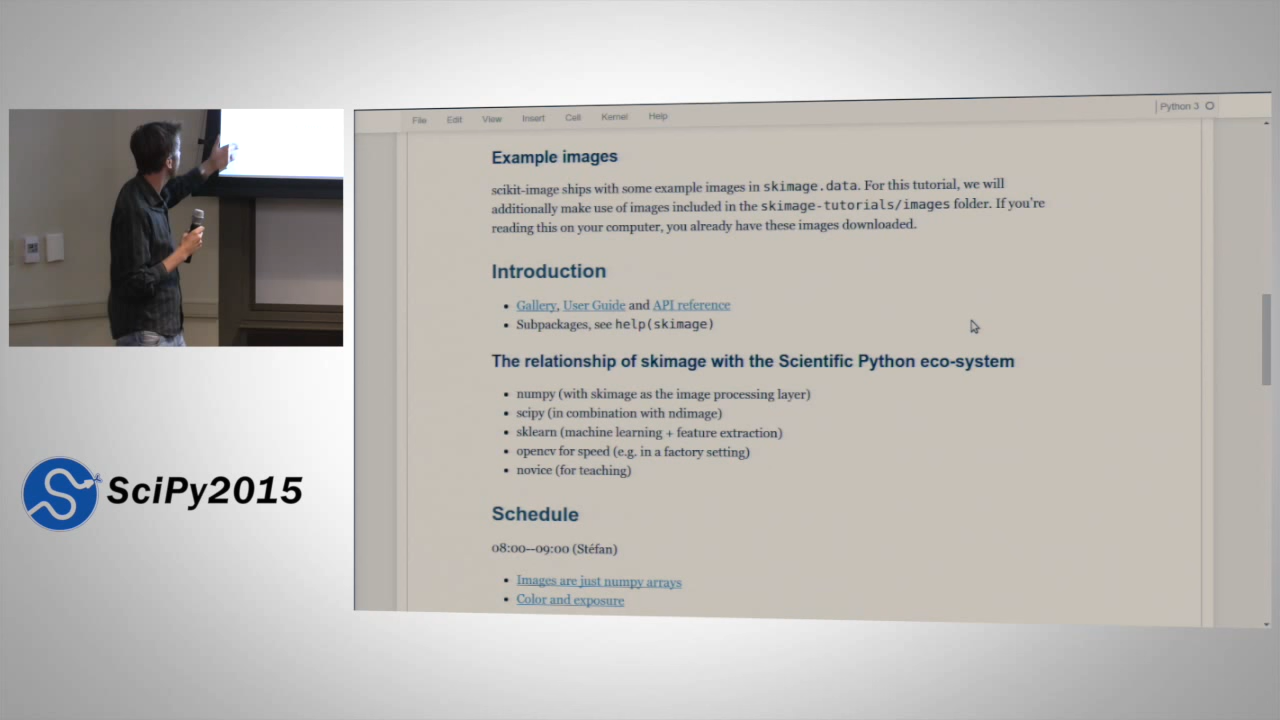 File Edit View Insert Cell Kernel Help Python 3
Example images
scikit-image ships with some example images in skimage.data. For this tutorial, we will
additionally make use of images included in the skimage-tutorials/images folder. If you're
reading this on your computer, you already have these images downloaded.
Introduction
Gallery, User Guide and API reference
Subpackages, see help(skimage)
The relationship of skimage with the Scientific Python eco-system
numpy (with skimage as the image processing layer)
scipy (in combination with ndimage)
sklearn (machine learning + feature extraction)
opencv for speed (e.g. in a factory setting)
novice (for teaching)
Schedule
08:00--09:00 (Stéfan)
Images are just numpy arrays
Color and exposure
SciPy2015